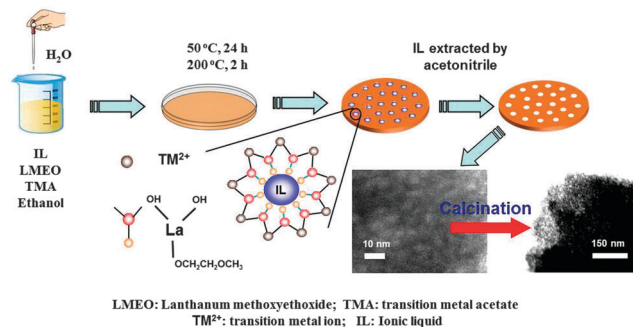 H₂O
IL
LMEO
TMA
Ethanol
50 °C, 24 h
200 °C, 2 h
IL extracted by
acetonitrile
TM²⁺
OH
OH
La
OCH₂CH₂OCH₃
IL
10 nm
Calcination
150 nm
LMEO: Lanthanum methoxyethoxide; TMA: transition metal acetate
TM²⁺: transition metal ion; IL: Ionic liquid